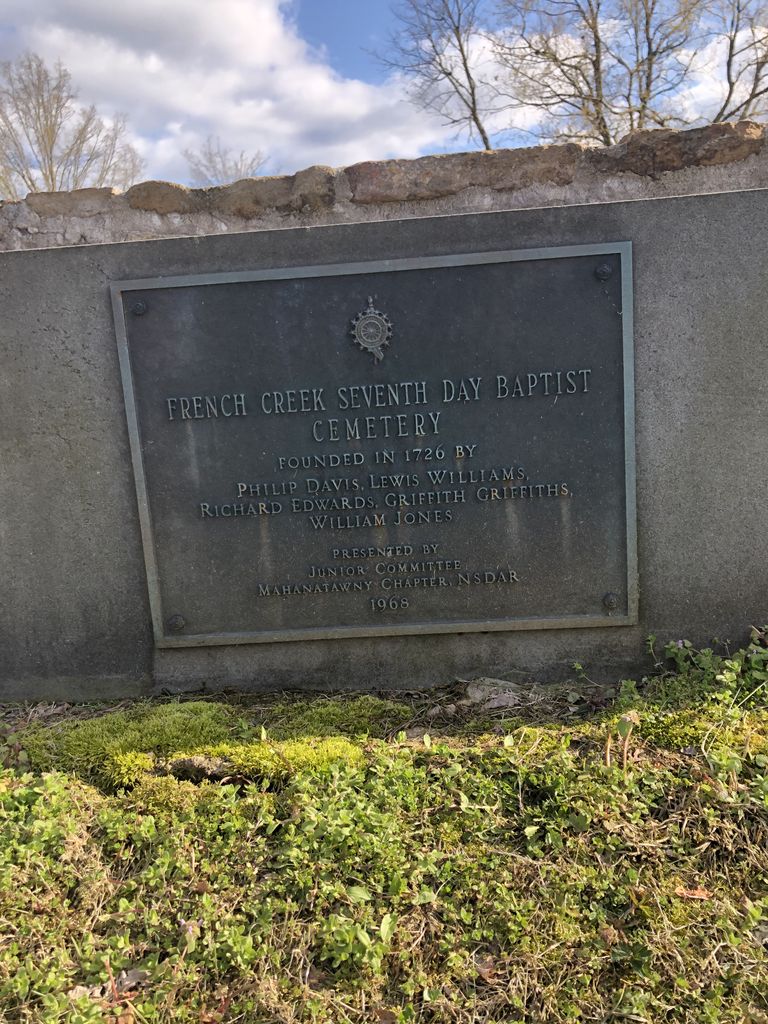 FRENCH CREEK SEVENTH DAY BAPTIST
CEMETERY
FOUNDED IN 1726 BY
PHILIP DAVIS, LEWIS WILLIAMS,
RICHARD EDWARDS, GRIFFITH GRIFFITHS,
WILLIAM JONES
PRESENTED BY
JUNIOR COMMITTEE
MAHANATAWNY CHAPTER, NSDAR
1968